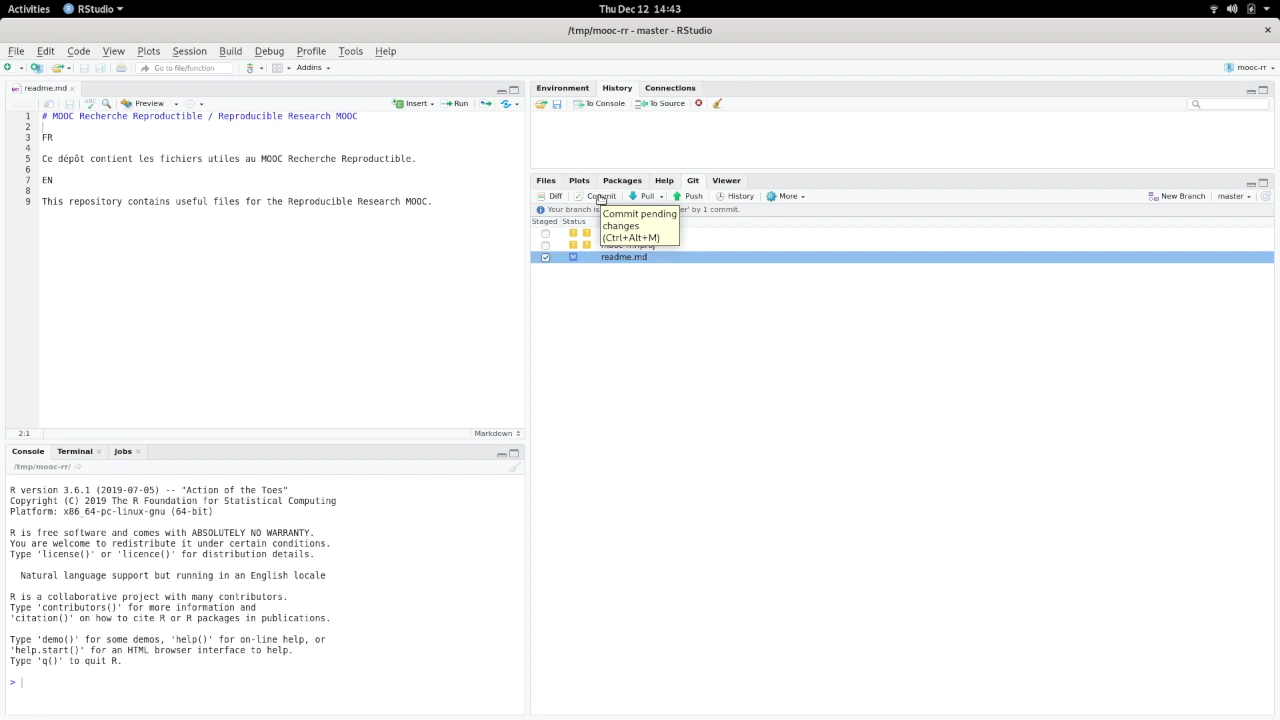 Activities RStudio Thu Dec 12 14:43
/tmp/mooc-rr - master - RStudio
File Edit Code View Plots Session Build Debug Profile Tools Help
Go to file/function Addins mooc-rr
readme.md
Preview Insert Run
1 # MOOC Recherche Reproductible / Reproducible Research MOOC
2
3 FR
4
5 Ce dépôt contient les fichiers utiles au MOOC Recherche Reproductible.
6
7 EN
8
9 This repository contains useful files for the Reproducible Research MOOC.
2:1 Markdown
Console Terminal Jobs
/tmp/mooc-rr/
R version 3.6.1 (2019-07-05) -- "Action of the Toes"
Copyright (C) 2019 The R Foundation for Statistical Computing
Platform: x86_64-pc-linux-gnu (64-bit)
R is free software and comes with ABSOLUTELY NO WARRANTY.
You are welcome to redistribute it under certain conditions.
Type 'license()' or 'licence()' for distribution details.
Natural language support but running in an English locale
R is a collaborative project with many contributors.
Type 'contributors()' for more information and
'citation()' on how to cite R or R packages in publications.
Type 'demo()' for some demos, 'help()' for on-line help, or
'help.start()' for an HTML browser interface to help.
Type 'q()' to quit R.
>
Environment History Connections
To Console To Source
Files Plots Packages Help Git Viewer
Diff Commit Pull Push History More New Branch master
Your branch is by 1 commit.
Staged Status
Commit pending
changes
(Ctrl+Alt+M)
? ?
? ?
M readme.md